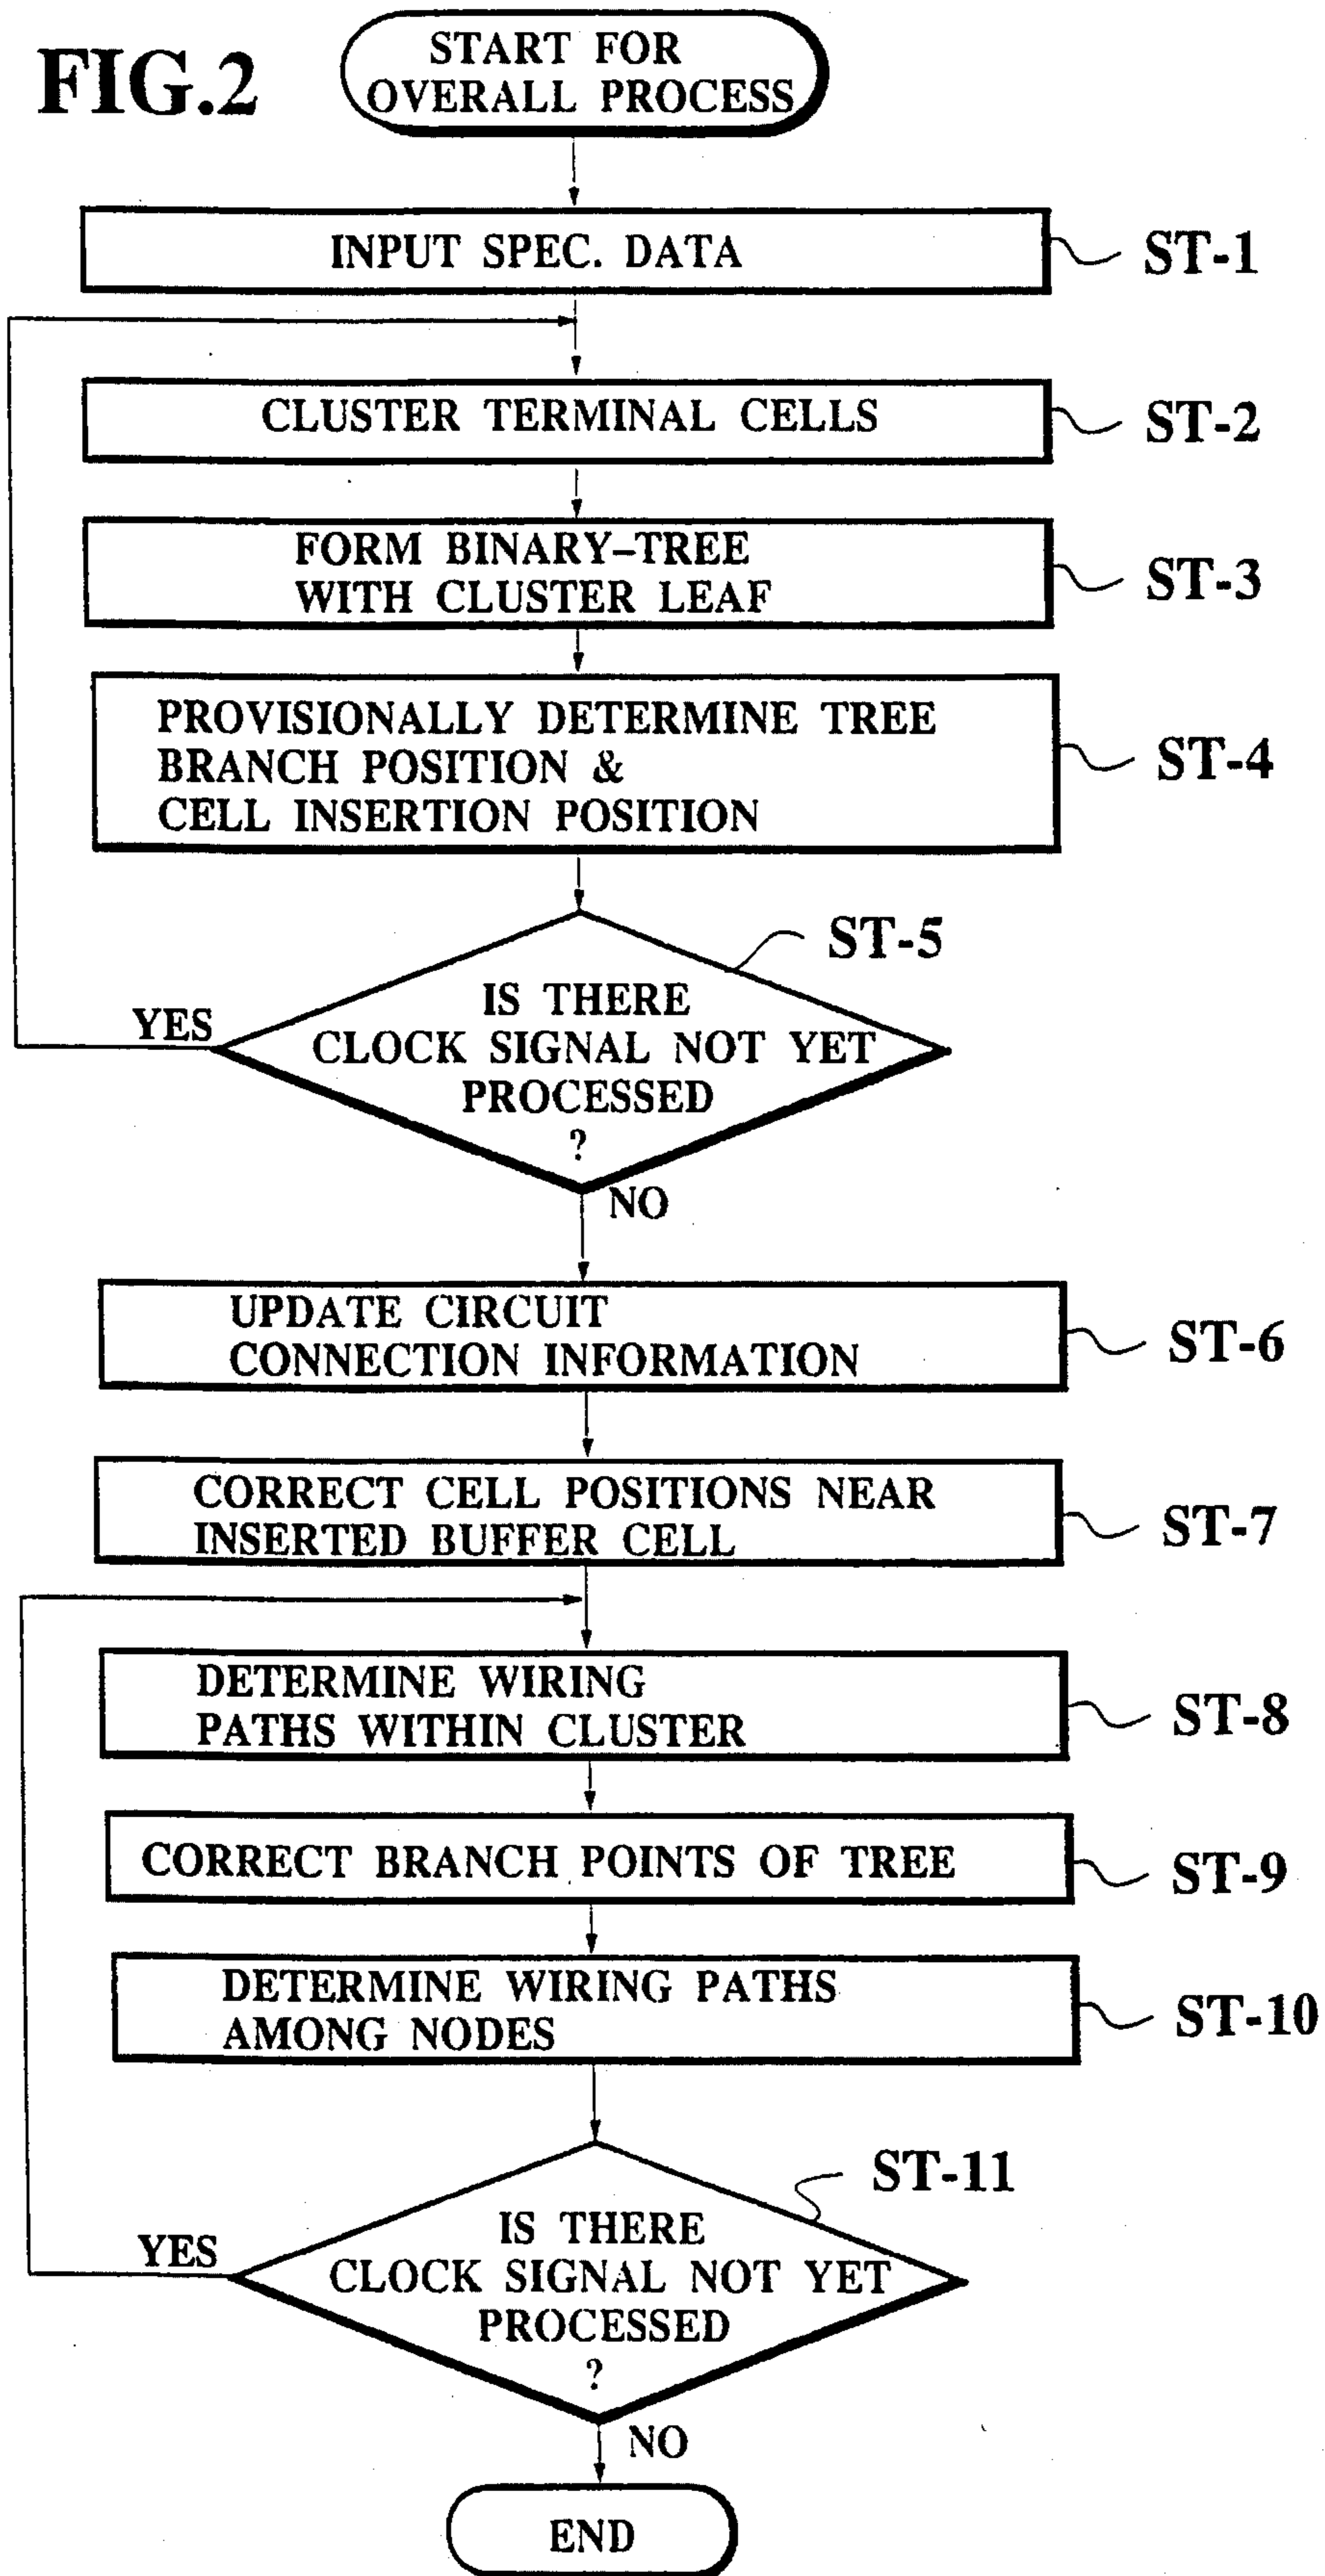 FIG.2
START FOR
OVERALL PROCESS
INPUT SPEC. DATA
ST-1
CLUSTER TERMINAL CELLS
ST-2
FORM BINARY-TREE
WITH CLUSTER LEAF
ST-3
PROVISIONALLY DETERMINE TREE
BRANCH POSITION &
CELL INSERTION POSITION
ST-4
ST-5
IS THERE
CLOCK SIGNAL NOT YET
PROCESSED
?
YES
NO
UPDATE CIRCUIT
CONNECTION INFORMATION
ST-6
CORRECT CELL POSITIONS NEAR
INSERTED BUFFER CELL
ST-7
DETERMINE WIRING
PATHS WITHIN CLUSTER
ST-8
CORRECT BRANCH POINTS OF TREE
ST-9
DETERMINE WIRING PATHS
AMONG NODES
ST-10
ST-11
IS THERE
CLOCK SIGNAL NOT YET
PROCESSED
?
YES
NO
END